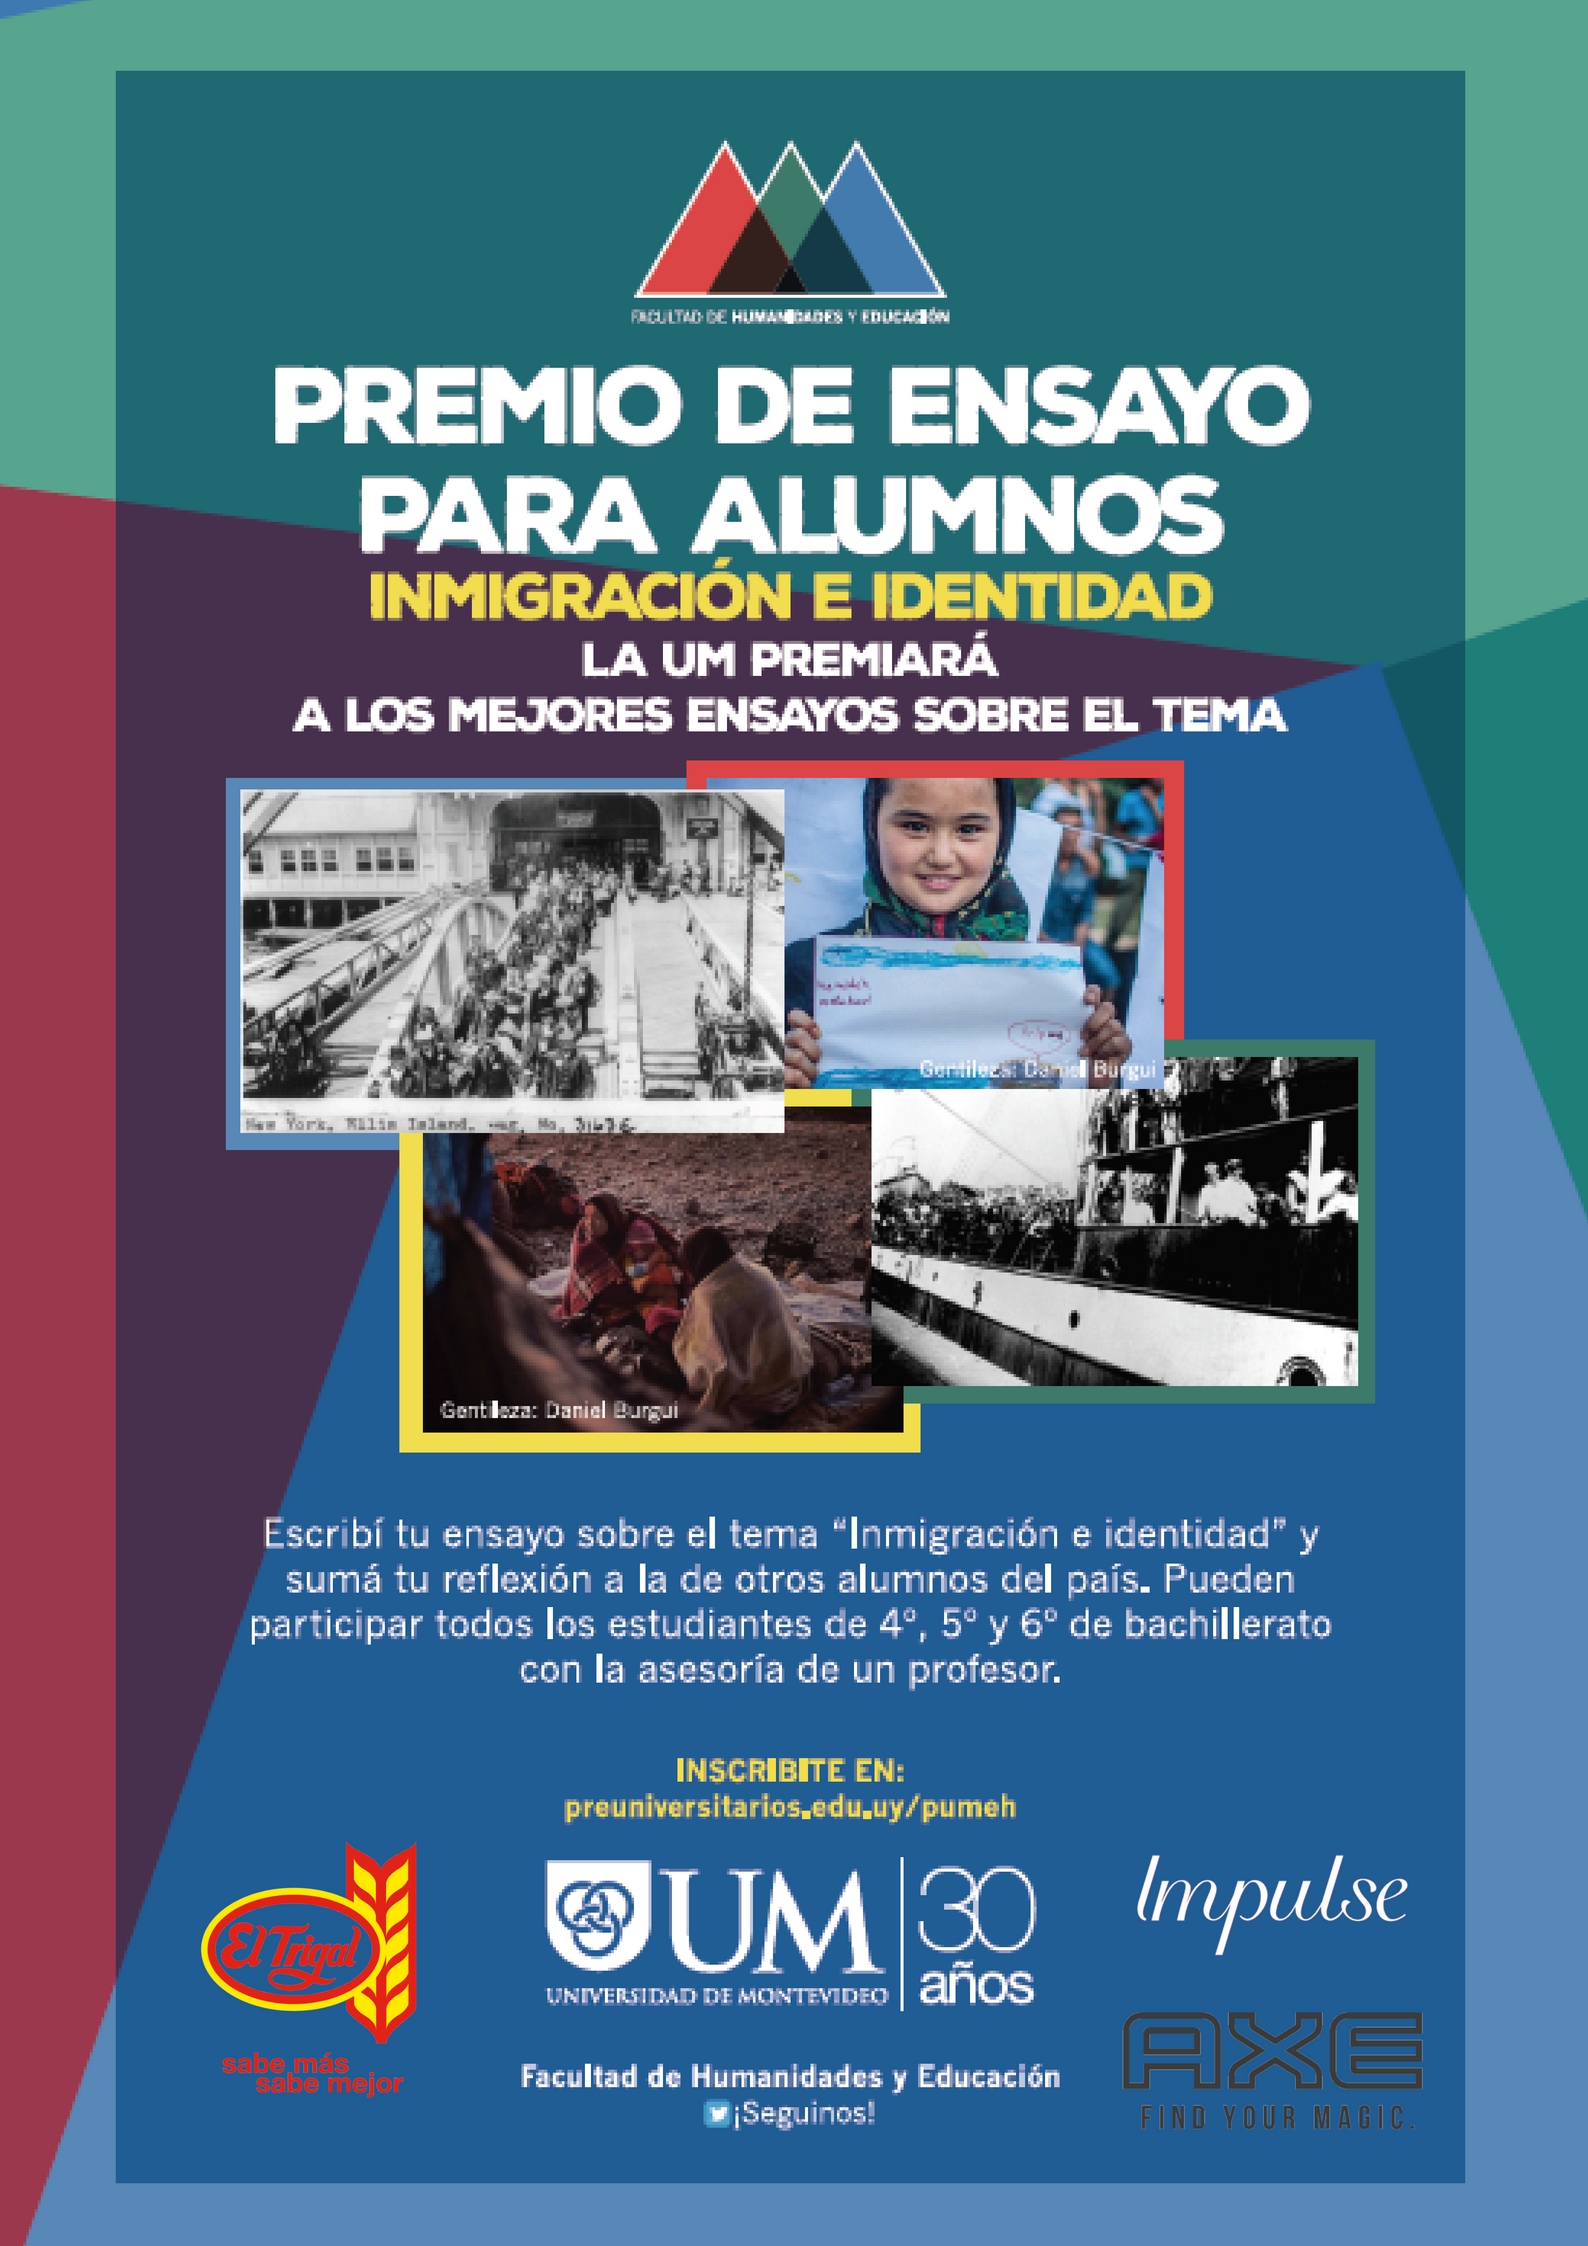 FACULTAD DE HUMANIDADES Y EDUCACIÓN
PREMIO DE ENSAYO
PARA ALUMNOS
INMIGRACIÓN E IDENTIDAD
LA UM PREMIARÁ
A LOS MEJORES ENSAYOS SOBRE EL TEMA
Gentileza: Daniel Burgui
New York, Ellis Island,
Gentileza: Daniel Burgui
Escribí tu ensayo sobre el tema “Inmigración e identidad” y
sumá tu reflexión a la de otros alumnos del país. Pueden
participar todos los estudiantes de 4º, 5º y 6º de bachillerato
con la asesoría de un profesor.
INSCRIBITE EN:
preuniversitarios.edu.uy/pumeh
El Trigal
sabe más
sabe mejor
UM
UNIVERSIDAD DE MONTEVIDEO
30
años
Impulse
AXE
FIND YOUR MAGIC.
Facultad de Humanidades y Educación
¡Seguinos!